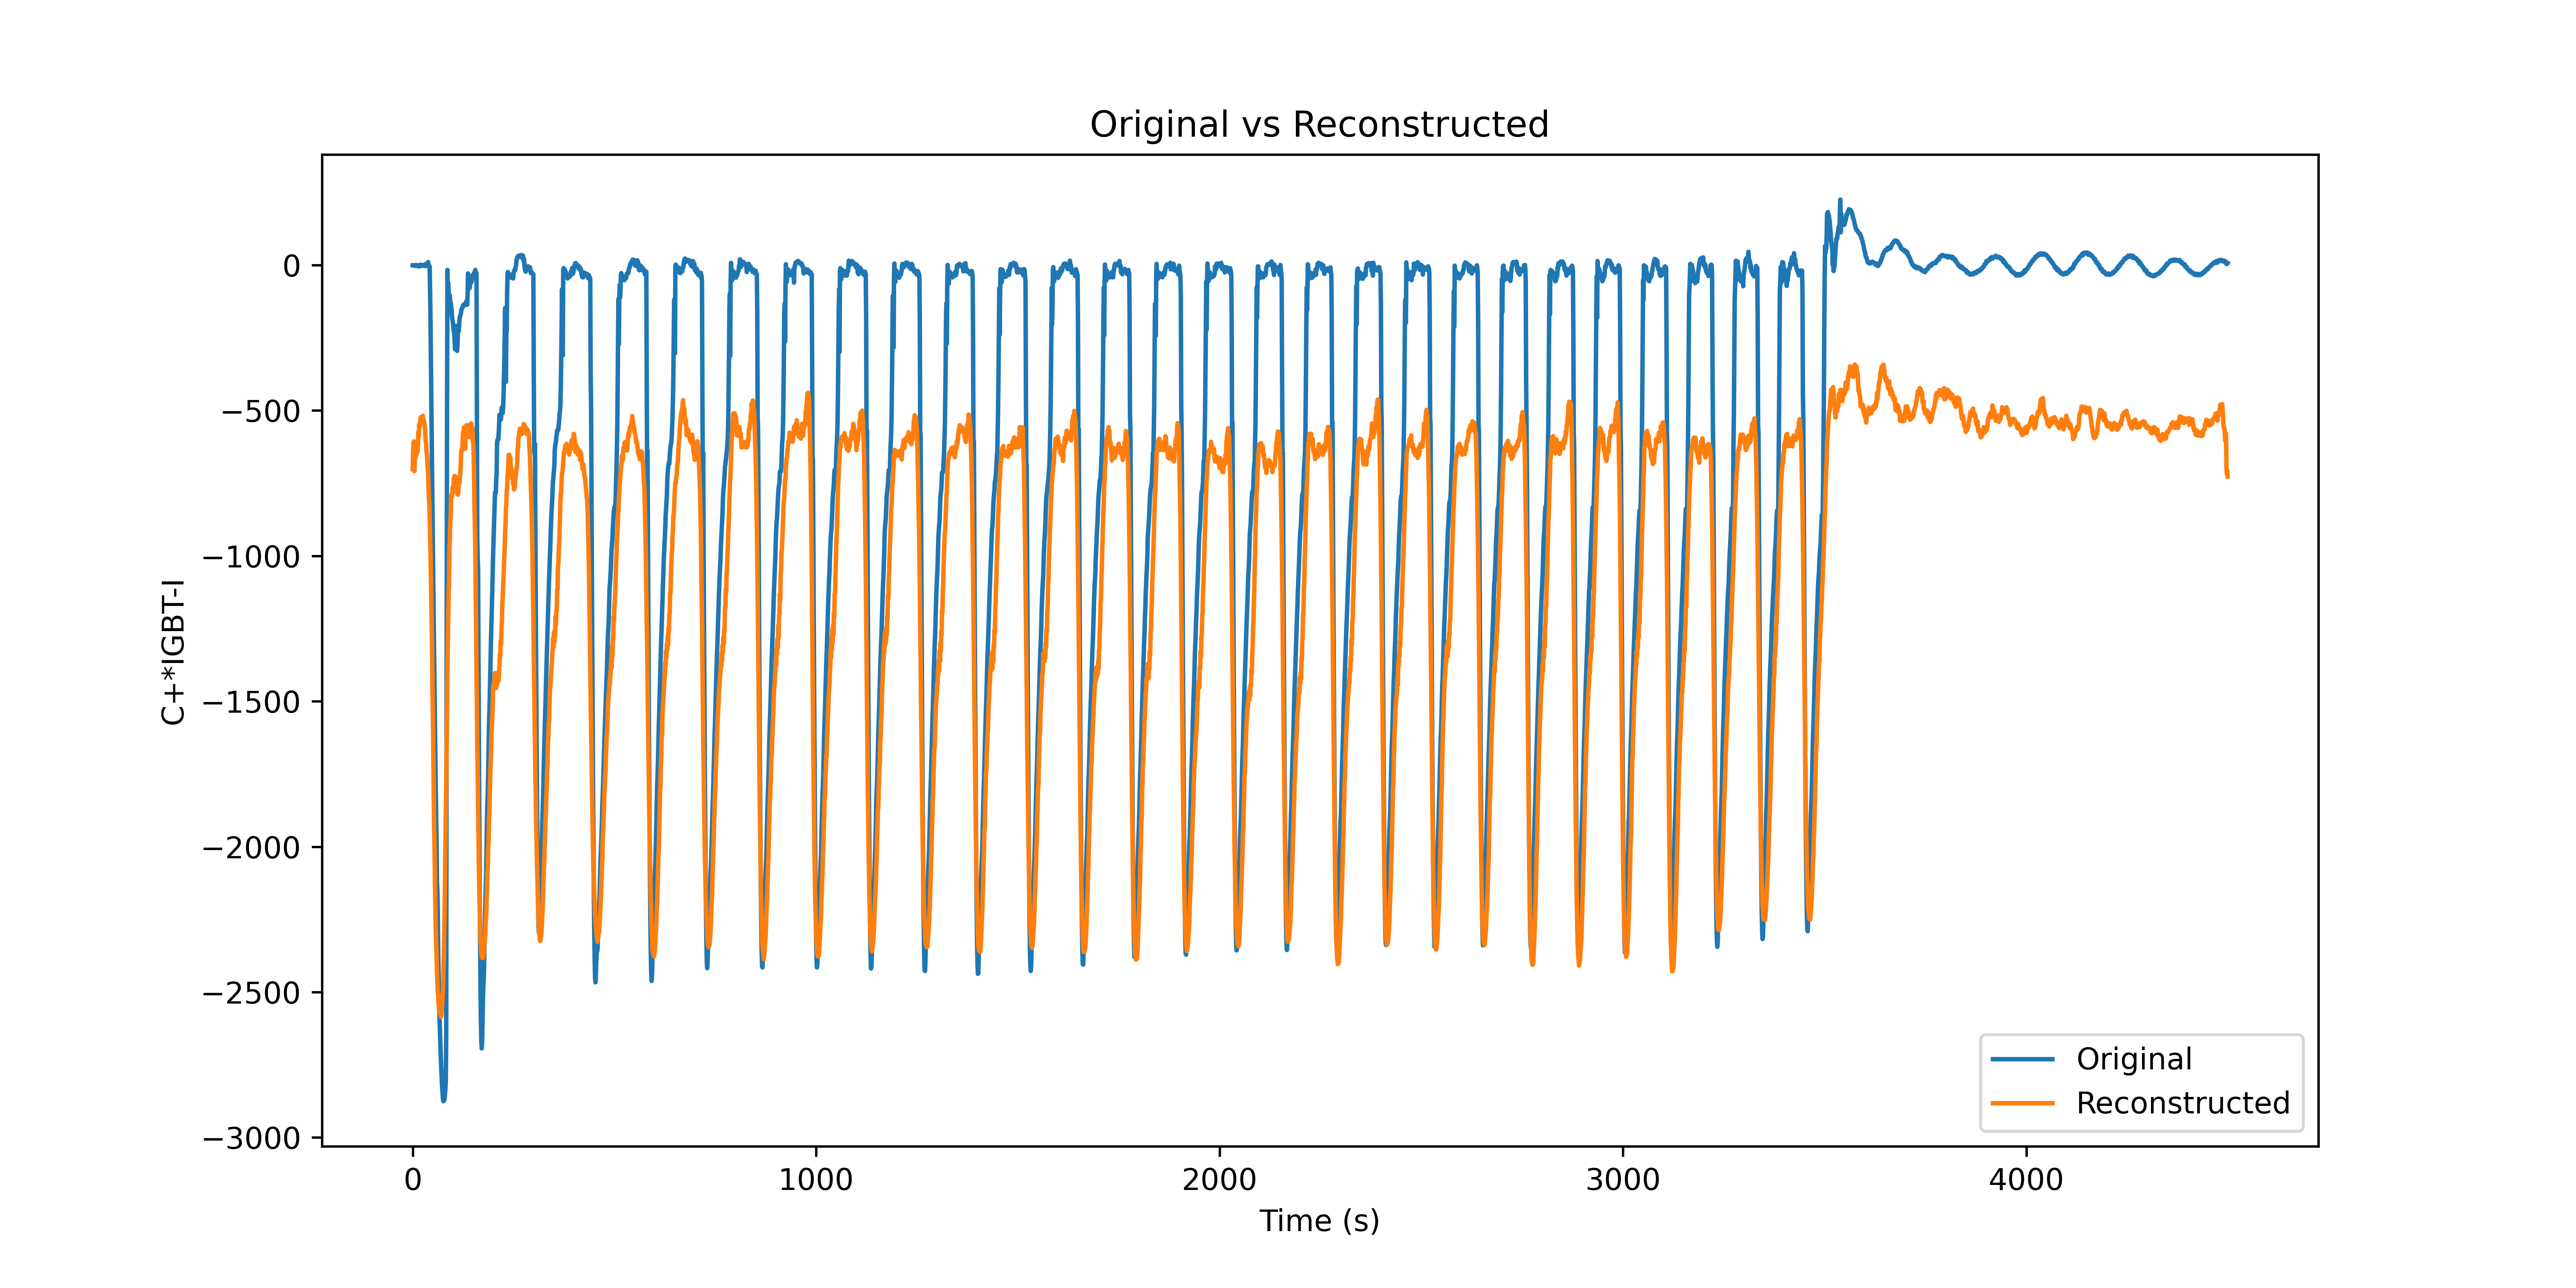 Original vs Reconstructed
C+*IGBT-I
0
−500
−1000
−1500
−2000
−2500
−3000
0 1000 2000 3000 4000
Time (s)
Original
Reconstructed